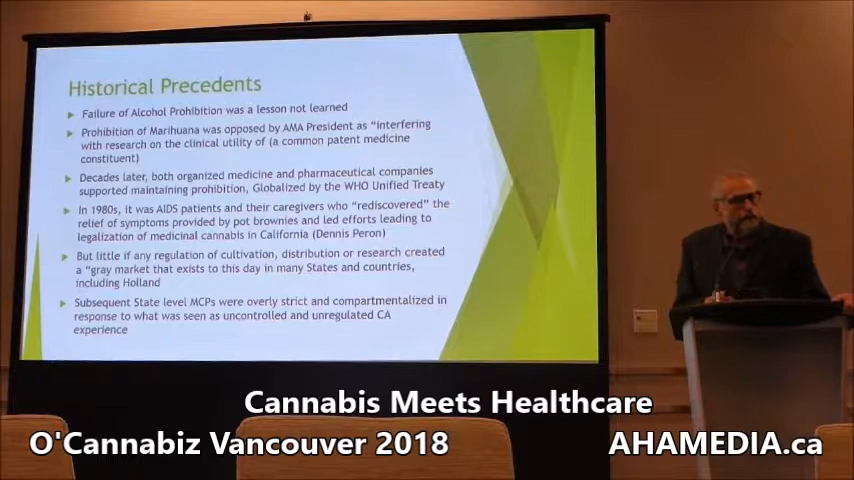 Historical Precedents
Failure of Alcohol Prohibition was a lesson not learned
Prohibition of Marihuana was opposed by AMA President as "interfering
with research on the clinical utility of (a common patent medicine
constituent)
Decades later, both organized medicine and pharmaceutical companies
supported maintaining prohibition, Globalized by the WHO Unified Treaty
In 1980s, it was AIDS patients and their caregivers who "rediscovered" the
relief of symptoms provided by pot brownies and led efforts leading to
legalization of medicinal cannabis in California (Dennis Peron)
But little if any regulation of cultivation, distribution or research created
a "gray market that exists to this day in many States and countries,
including Holland
Subsequent State level MCPs were overly strict and compartmentalized in
response to what was seen as uncontrolled and unregulated CA
experience
Cannabis Meets Healthcare
O'Cannabiz Vancouver 2018
AHAMEDIA.ca